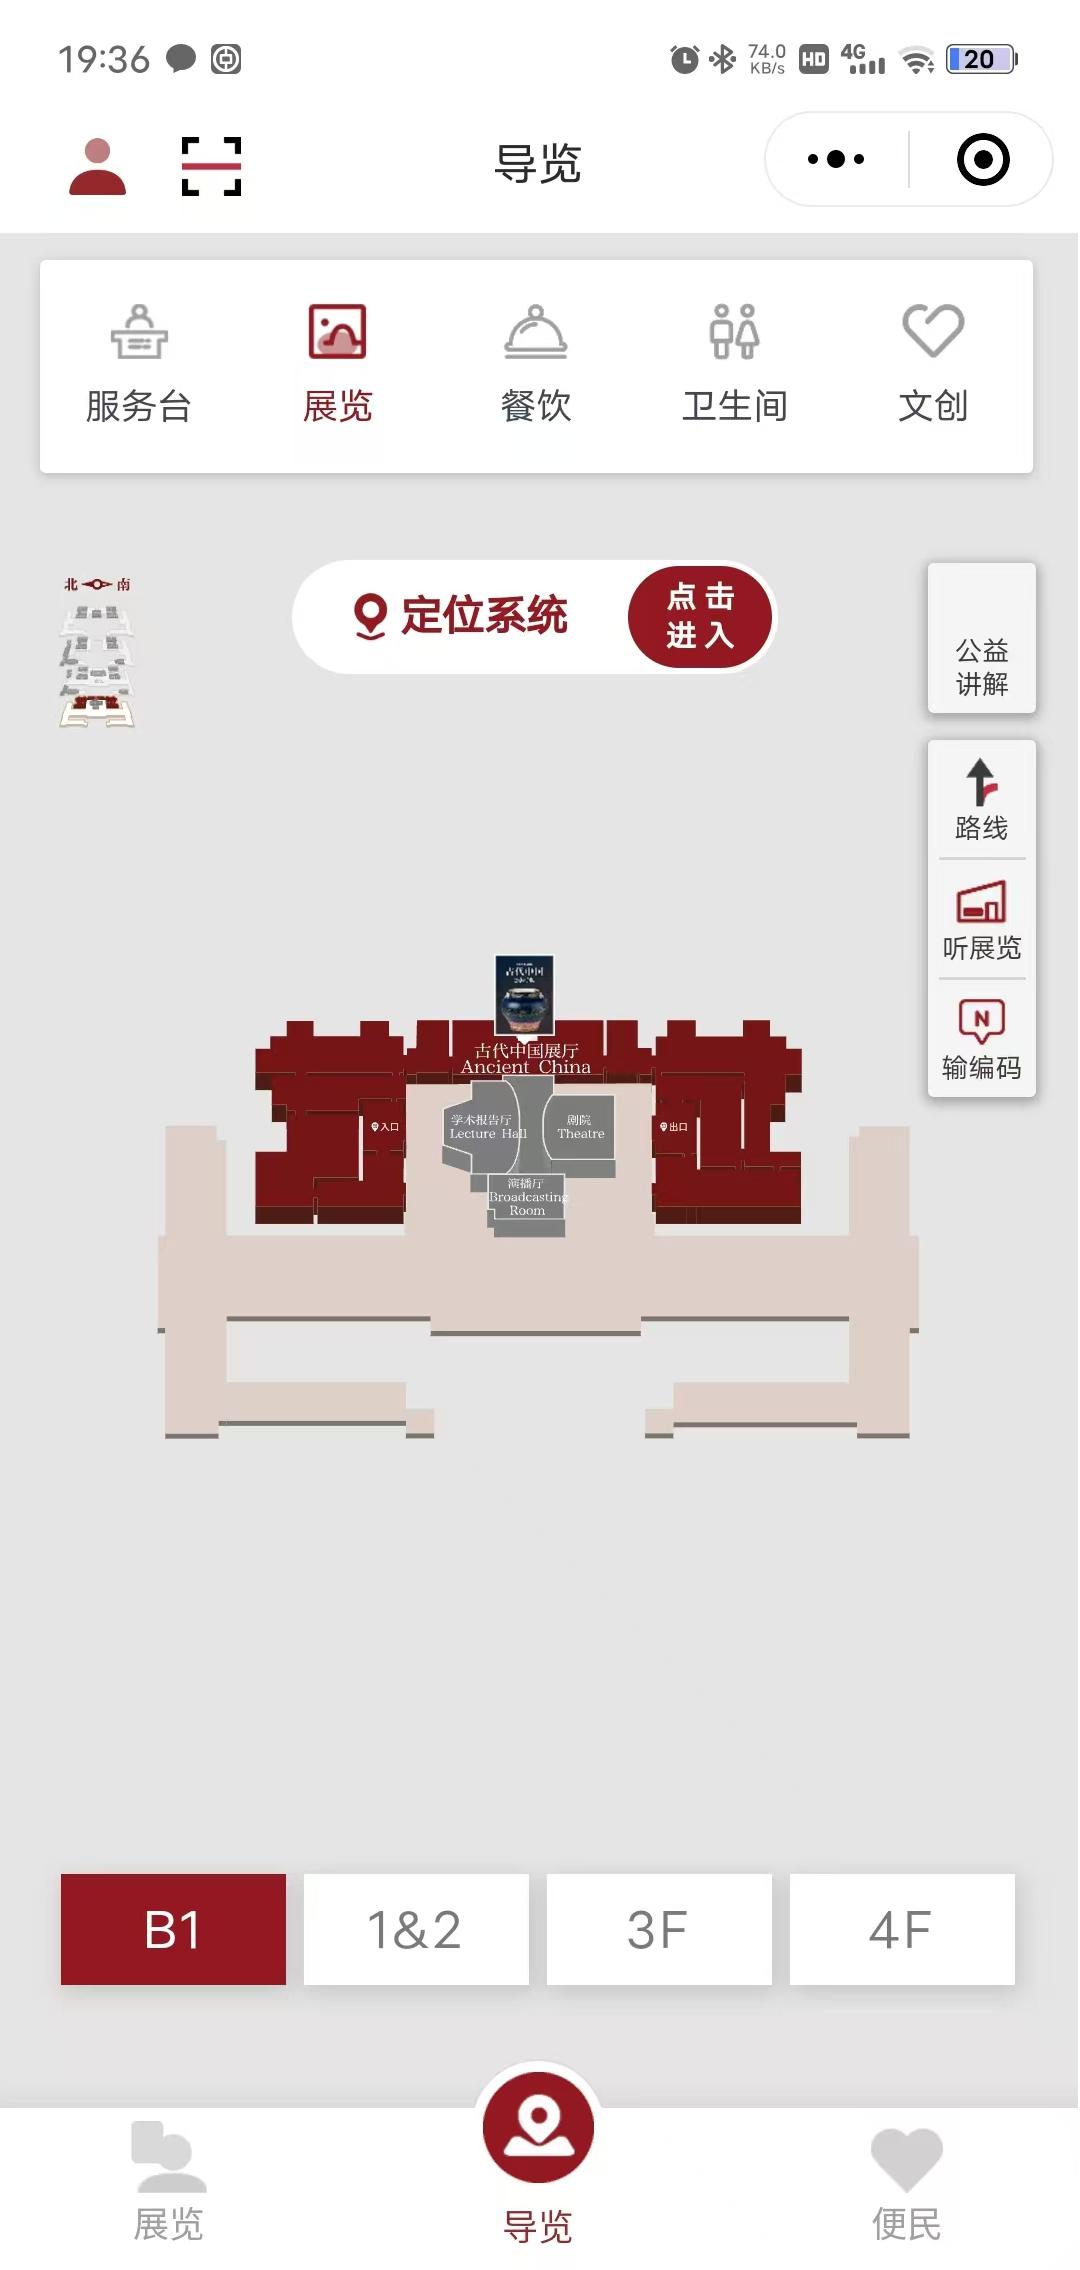 19:36
74.0
KB/s
HD
4G
20
导览
服务台
展览
餐饮
卫生间
文创
北
南
定位系统
点击
进入
公益
讲解
路线
听展览
N
输编码
古代中国
古代中国展厅
Ancient China
学术报告厅
Lecture Hall
剧院
Theatre
入口
出口
演播厅
Broadcasting
Room
B1
1&2
3F
4F
展览
导览
便民